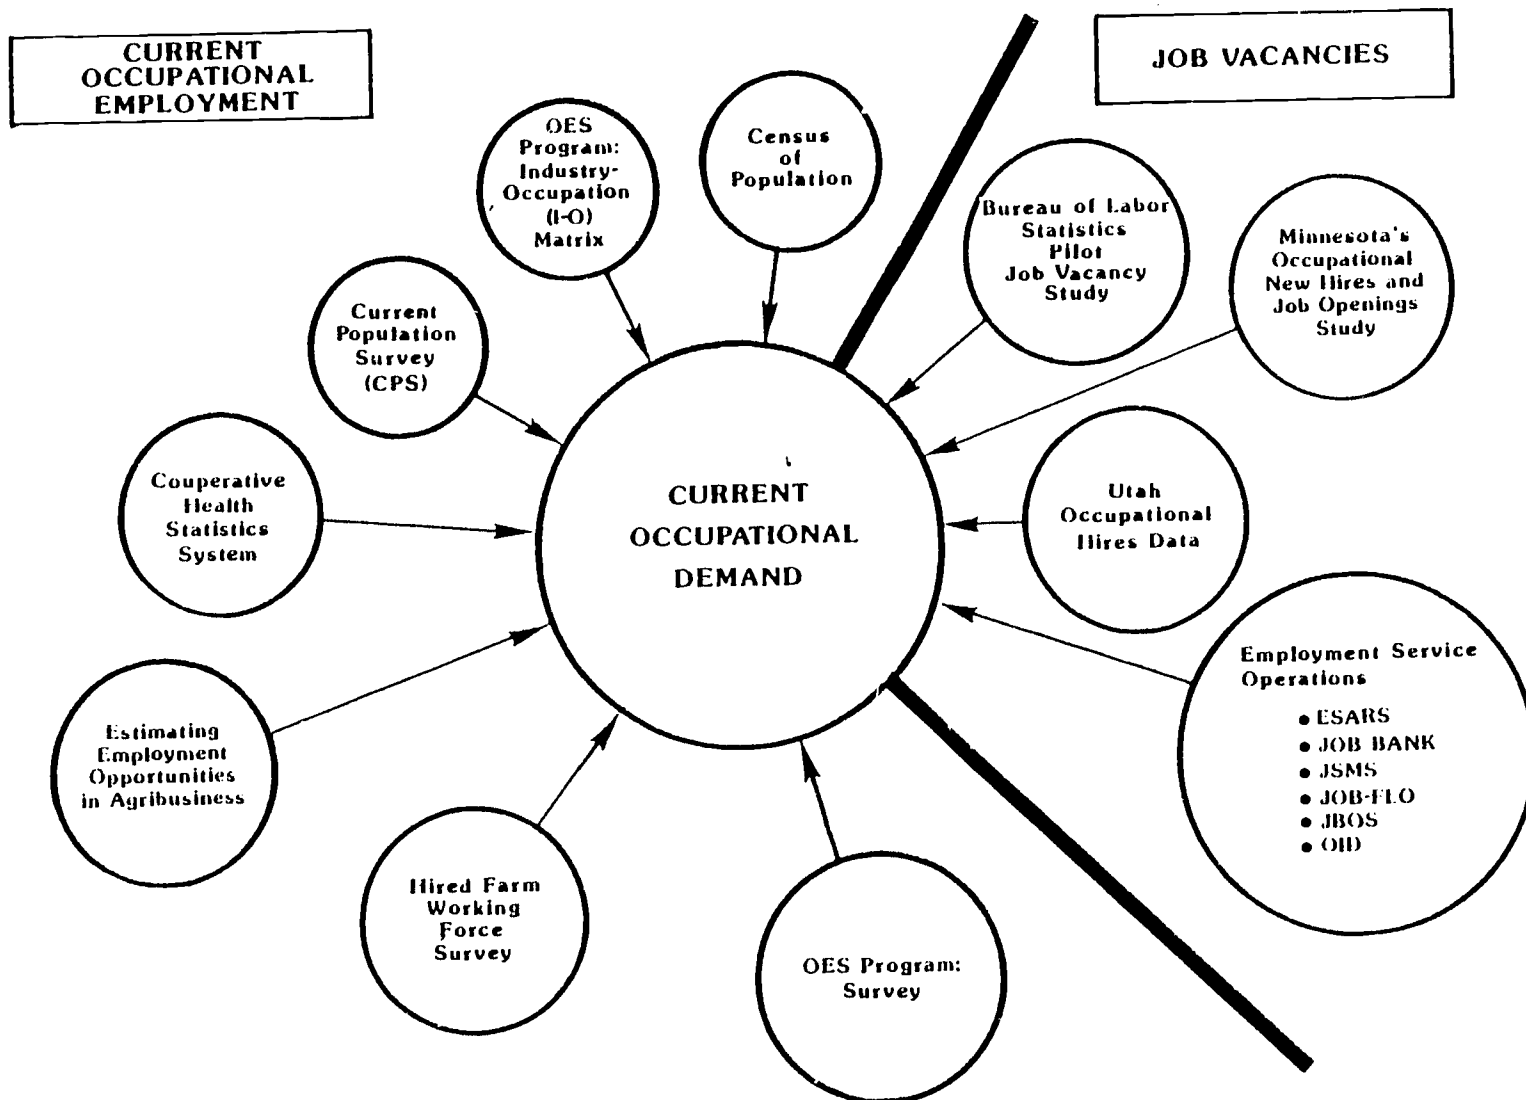 CURRENT
OCCUPATIONAL
EMPLOYMENT
JOB VACANCIES
OES
Program:
Industry-
Occupation
(I-O)
Matrix
Census
of
Population
Bureau of Labor
Statistics
Pilot
Job Vacancy
Study
Minnesota's
Occupational
New Hires and
Job Openings
Study
Current
Population
Survey
(CPS)
Couperative
Health
Statistics
System
CURRENT
OCCUPATIONAL
DEMAND
Utah
Occupational
Hires Data
Employment Service
Operations
• ESARS
• JOB BANK
• JSMS
• JOB-FLO
• JBOS
• OID
Estimating
Employment
Opportunities
in Agribusiness
Hired Farm
Working
Force
Survey
OES Program:
Survey